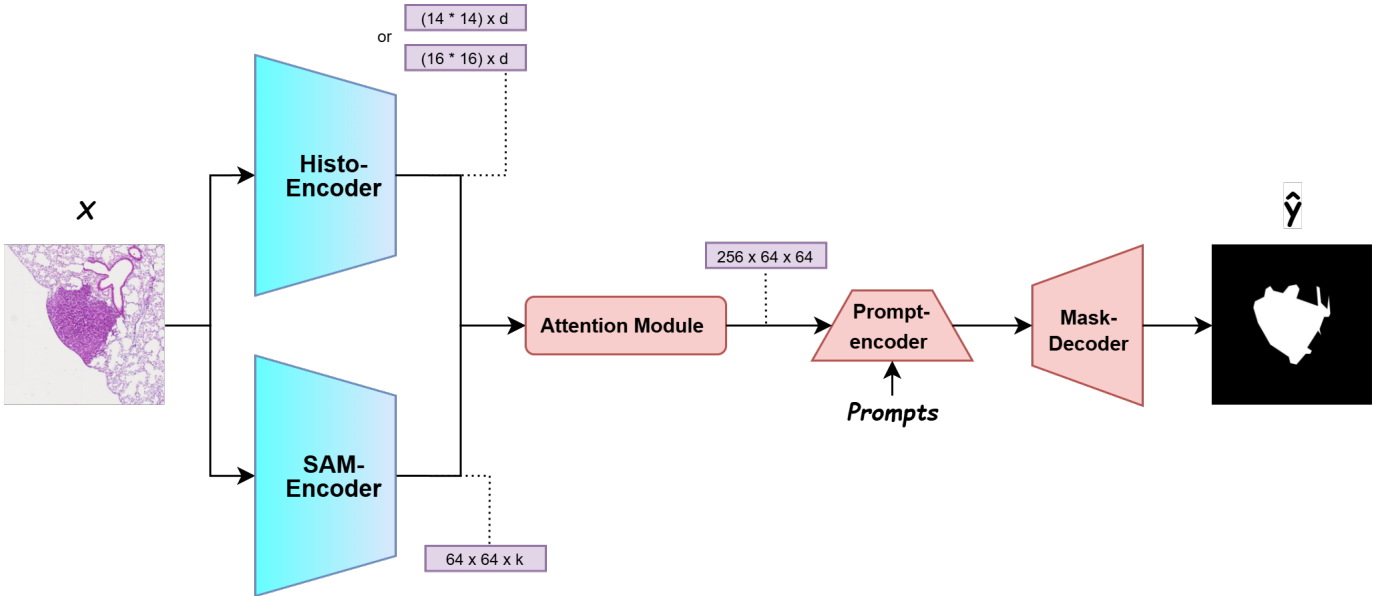 (14 * 14) x d
or
(16 * 16) x d
Histo-
Encoder
x
ŷ
256 x 64 x 64
Attention Module
Prompt-
encoder
Mask-
Decoder
Prompts
SAM-
Encoder
64 x 64 x k